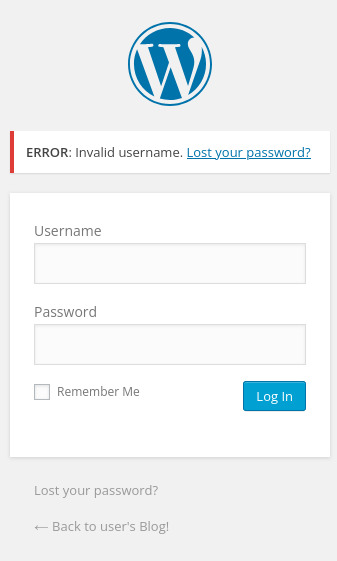 W
ERROR: Invalid username. Lost your password?
Username
Password
Remember Me
Log In
Lost your password?
← Back to user's Blog!